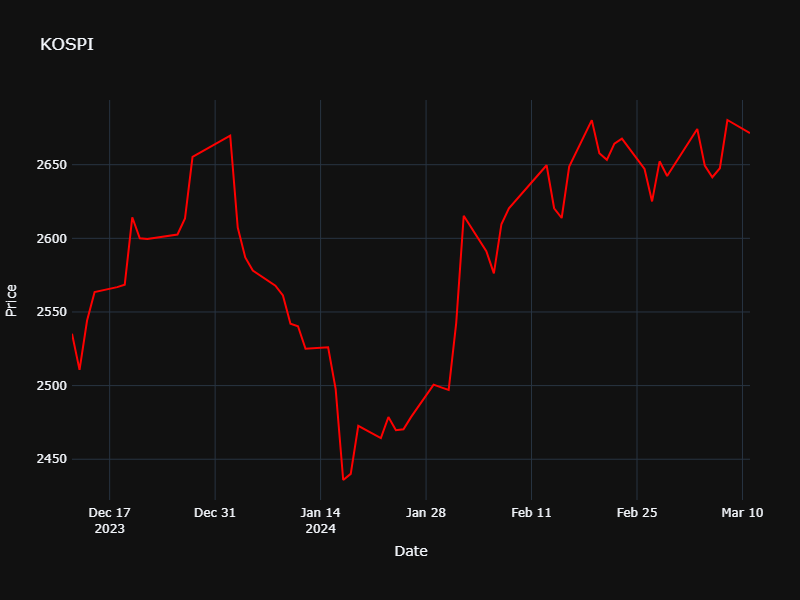 KOSPI
Price
2650
2600
2550
2500
2450
Dec 17
2023
Dec 31
Jan 14
2024
Jan 28
Feb 11
Feb 25
Mar 10
Date